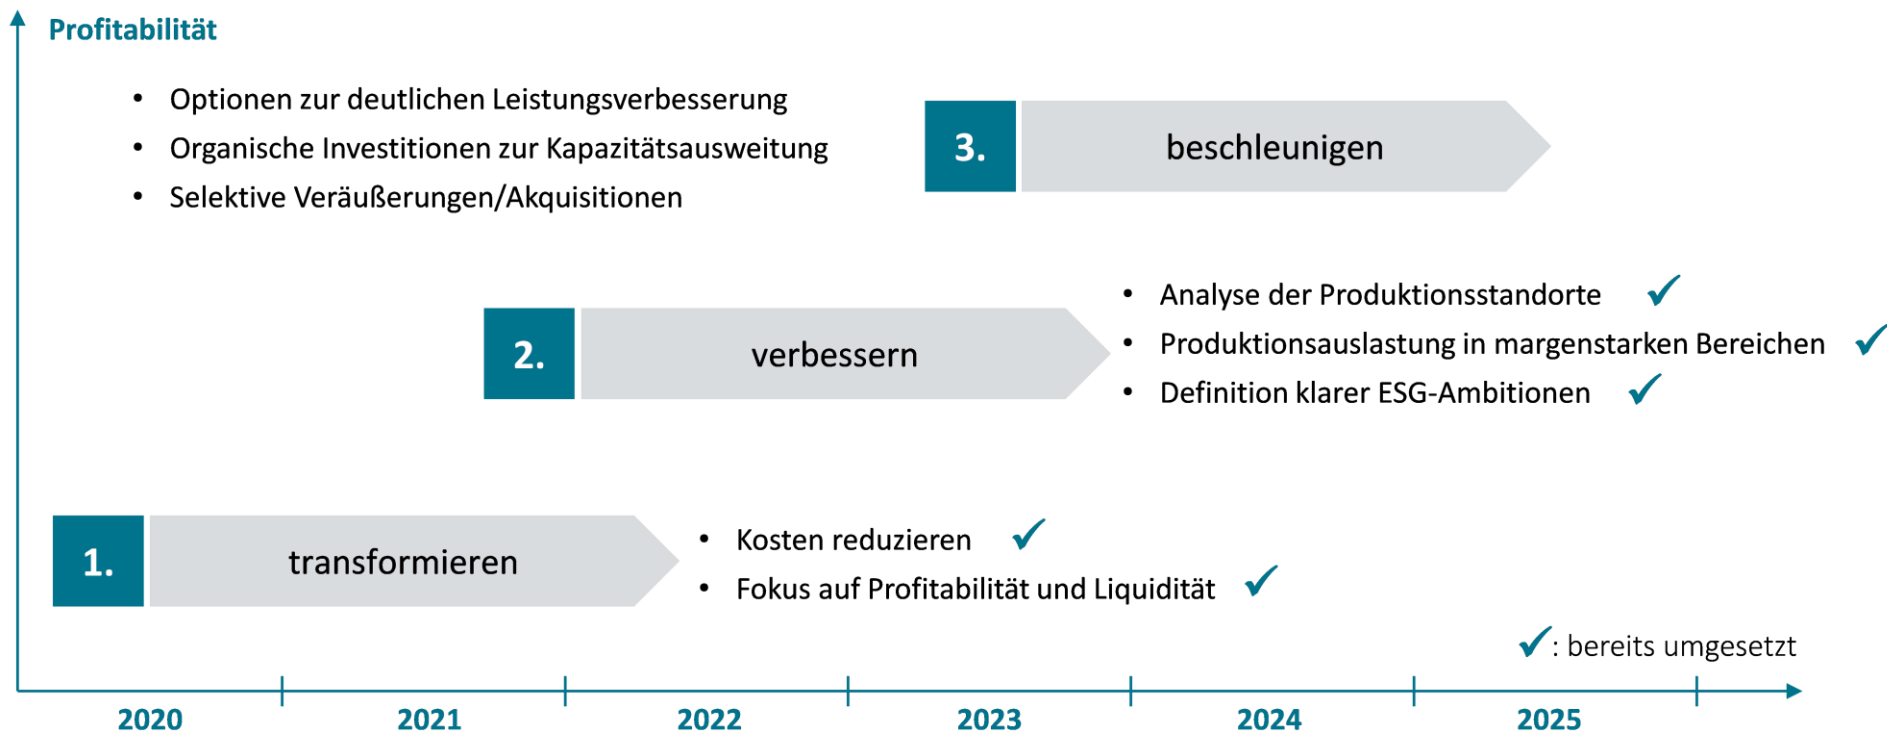 Profitabilität
• Optionen zur deutlichen Leistungsverbesserung
• Organische Investitionen zur Kapazitätsausweitung
• Selektive Veräußerungen/Akquisitionen
3. beschleunigen
2. verbessern
• Analyse der Produktionsstandorte ✓
• Produktionsauslastung in margenstarken Bereichen ✓
• Definition klarer ESG-Ambitionen ✓
1. transformieren
• Kosten reduzieren ✓
• Fokus auf Profitabilität und Liquidität ✓
✓: bereits umgesetzt
2020 2021 2022 2023 2024 2025